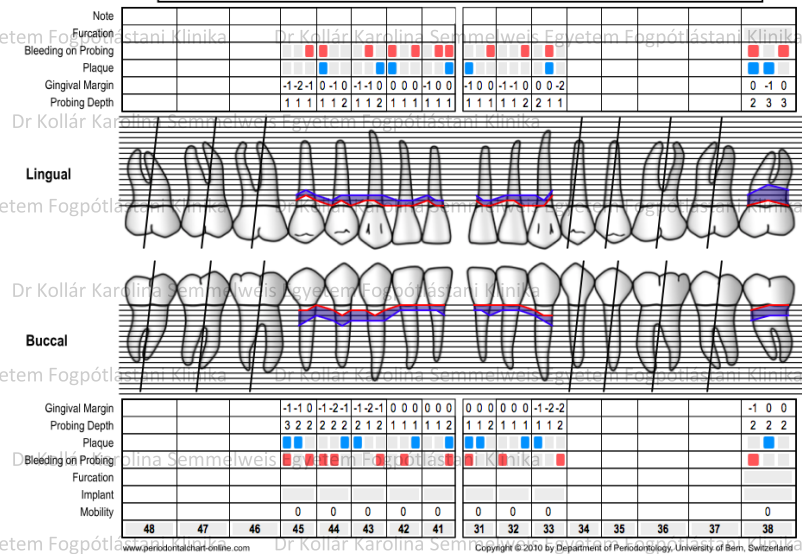 Note
Furcation
Bleeding on Probing
Plaque
Gingival Margin -1 -2 -1 0 -1 0 -1 -1 0 0 0 0 -1 0 0 -1 0 0 -1 -1 0 0 0 -2 0 -1 0
Probing Depth 1 1 1 1 1 2 1 1 2 1 1 1 1 1 1 1 1 1 1 1 2 2 1 1 2 3 3
Lingual
Buccal
Gingival Margin -1 -1 0 -1 -2 -1 -1 -2 -1 0 0 0 0 0 0 0 0 0 0 0 0 -1 -2 -2 -1 0 0
Probing Depth 3 2 2 2 2 2 2 1 2 1 1 1 1 1 2 1 1 2 1 1 1 2 1 2 2 2 2
Plaque
Bleeding on Probing
Furcation
Implant
Mobility 0 0 0 0 0 0 0 0 0
48 47 46 45 44 43 42 41 31 32 33 34 35 36 37 38
www.periodontalchart-online.com Copyright © 2010 by Department of Periodontology, University of Bern, Switzerland
Dr Kollár Karolina Semmelweis Egyetem Fogpótlástani Klinika